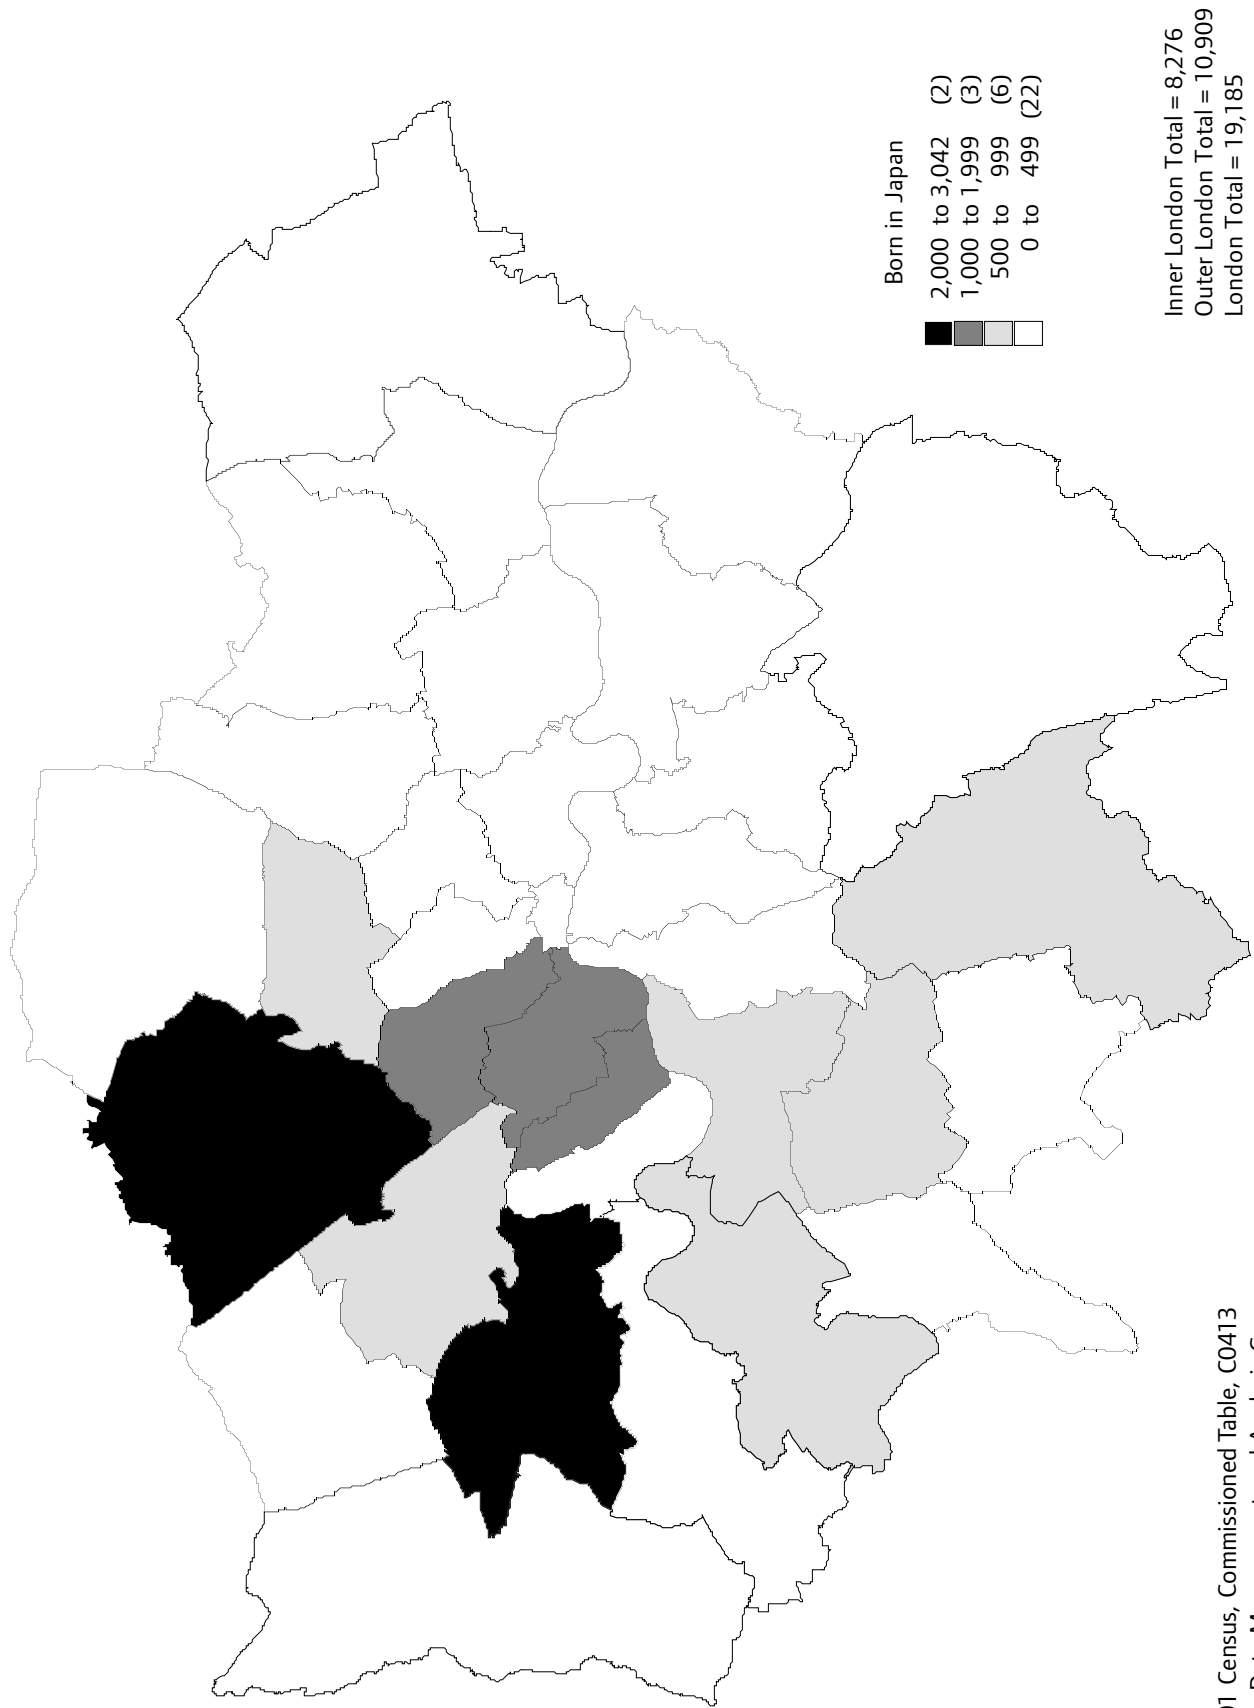 Born in Japan
2,000 to 3,042 (2)
1,000 to 1,999 (3)
500 to 999 (6)
0 to 499 (22)
Inner London Total = 8,276
Outer London Total = 10,909
London Total = 19,185
Census, Commissioned Table, C0413